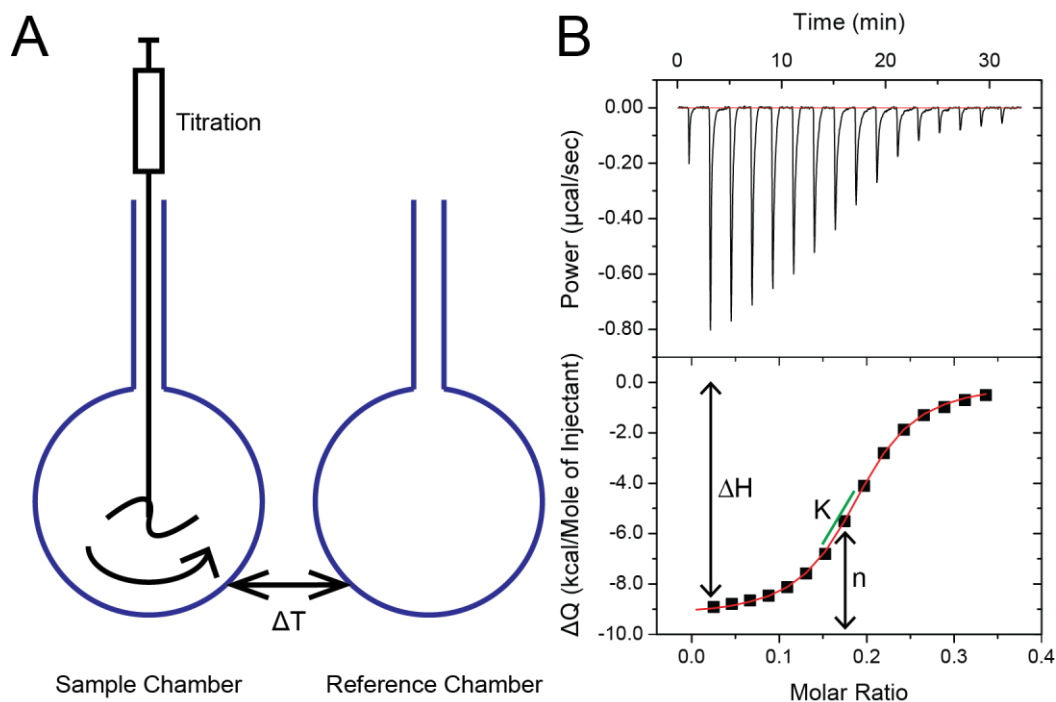 A
Titration
ΔT
Sample Chamber
Reference Chamber
B
Time (min)
0 10 20 30
Power (µcal/sec)
0.00
-0.20
-0.40
-0.60
-0.80
ΔQ (kcal/Mole of Injectant)
0.0
-2.0
-4.0
-6.0
-8.0
-10.0
ΔH
K
n
0.0 0.1 0.2 0.3 0.4
Molar Ratio